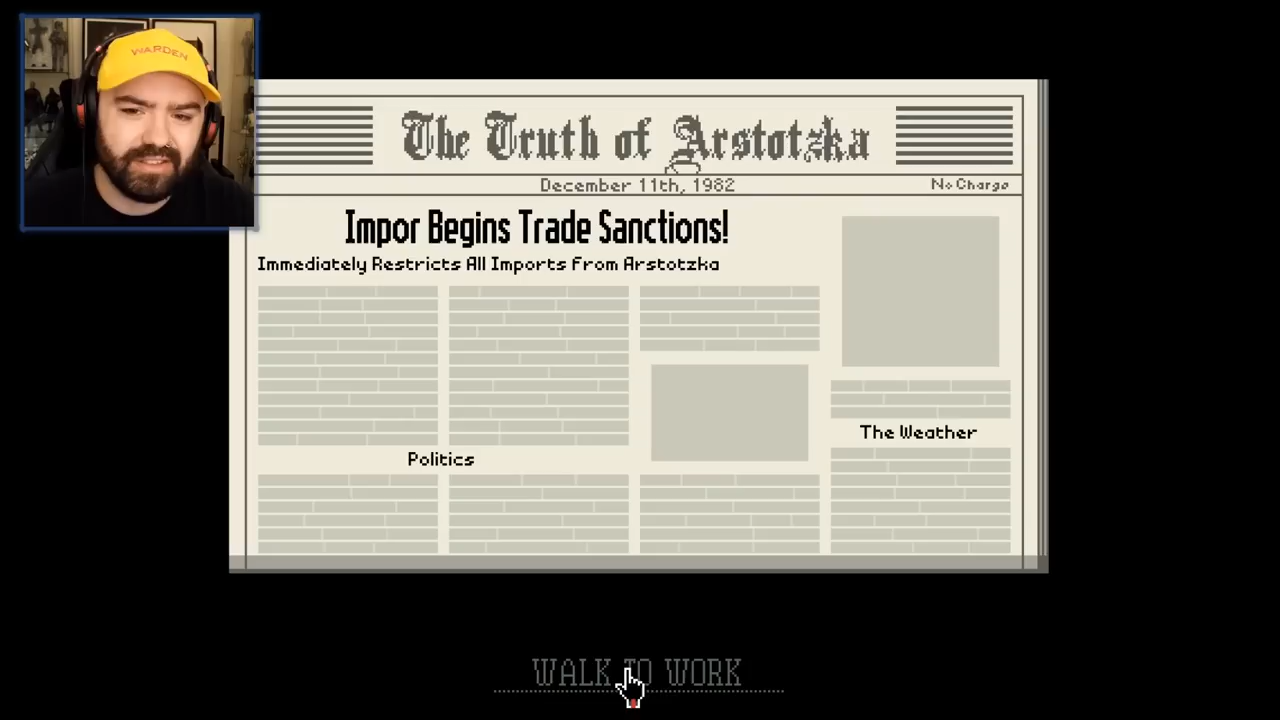 WARDEN
The Truth of Arstotzka
December 11th, 1982
No Charge
Impor Begins Trade Sanctions!
Immediately Restricts All Imports From Arstotzka
Politics
The Weather
WALK TO WORK